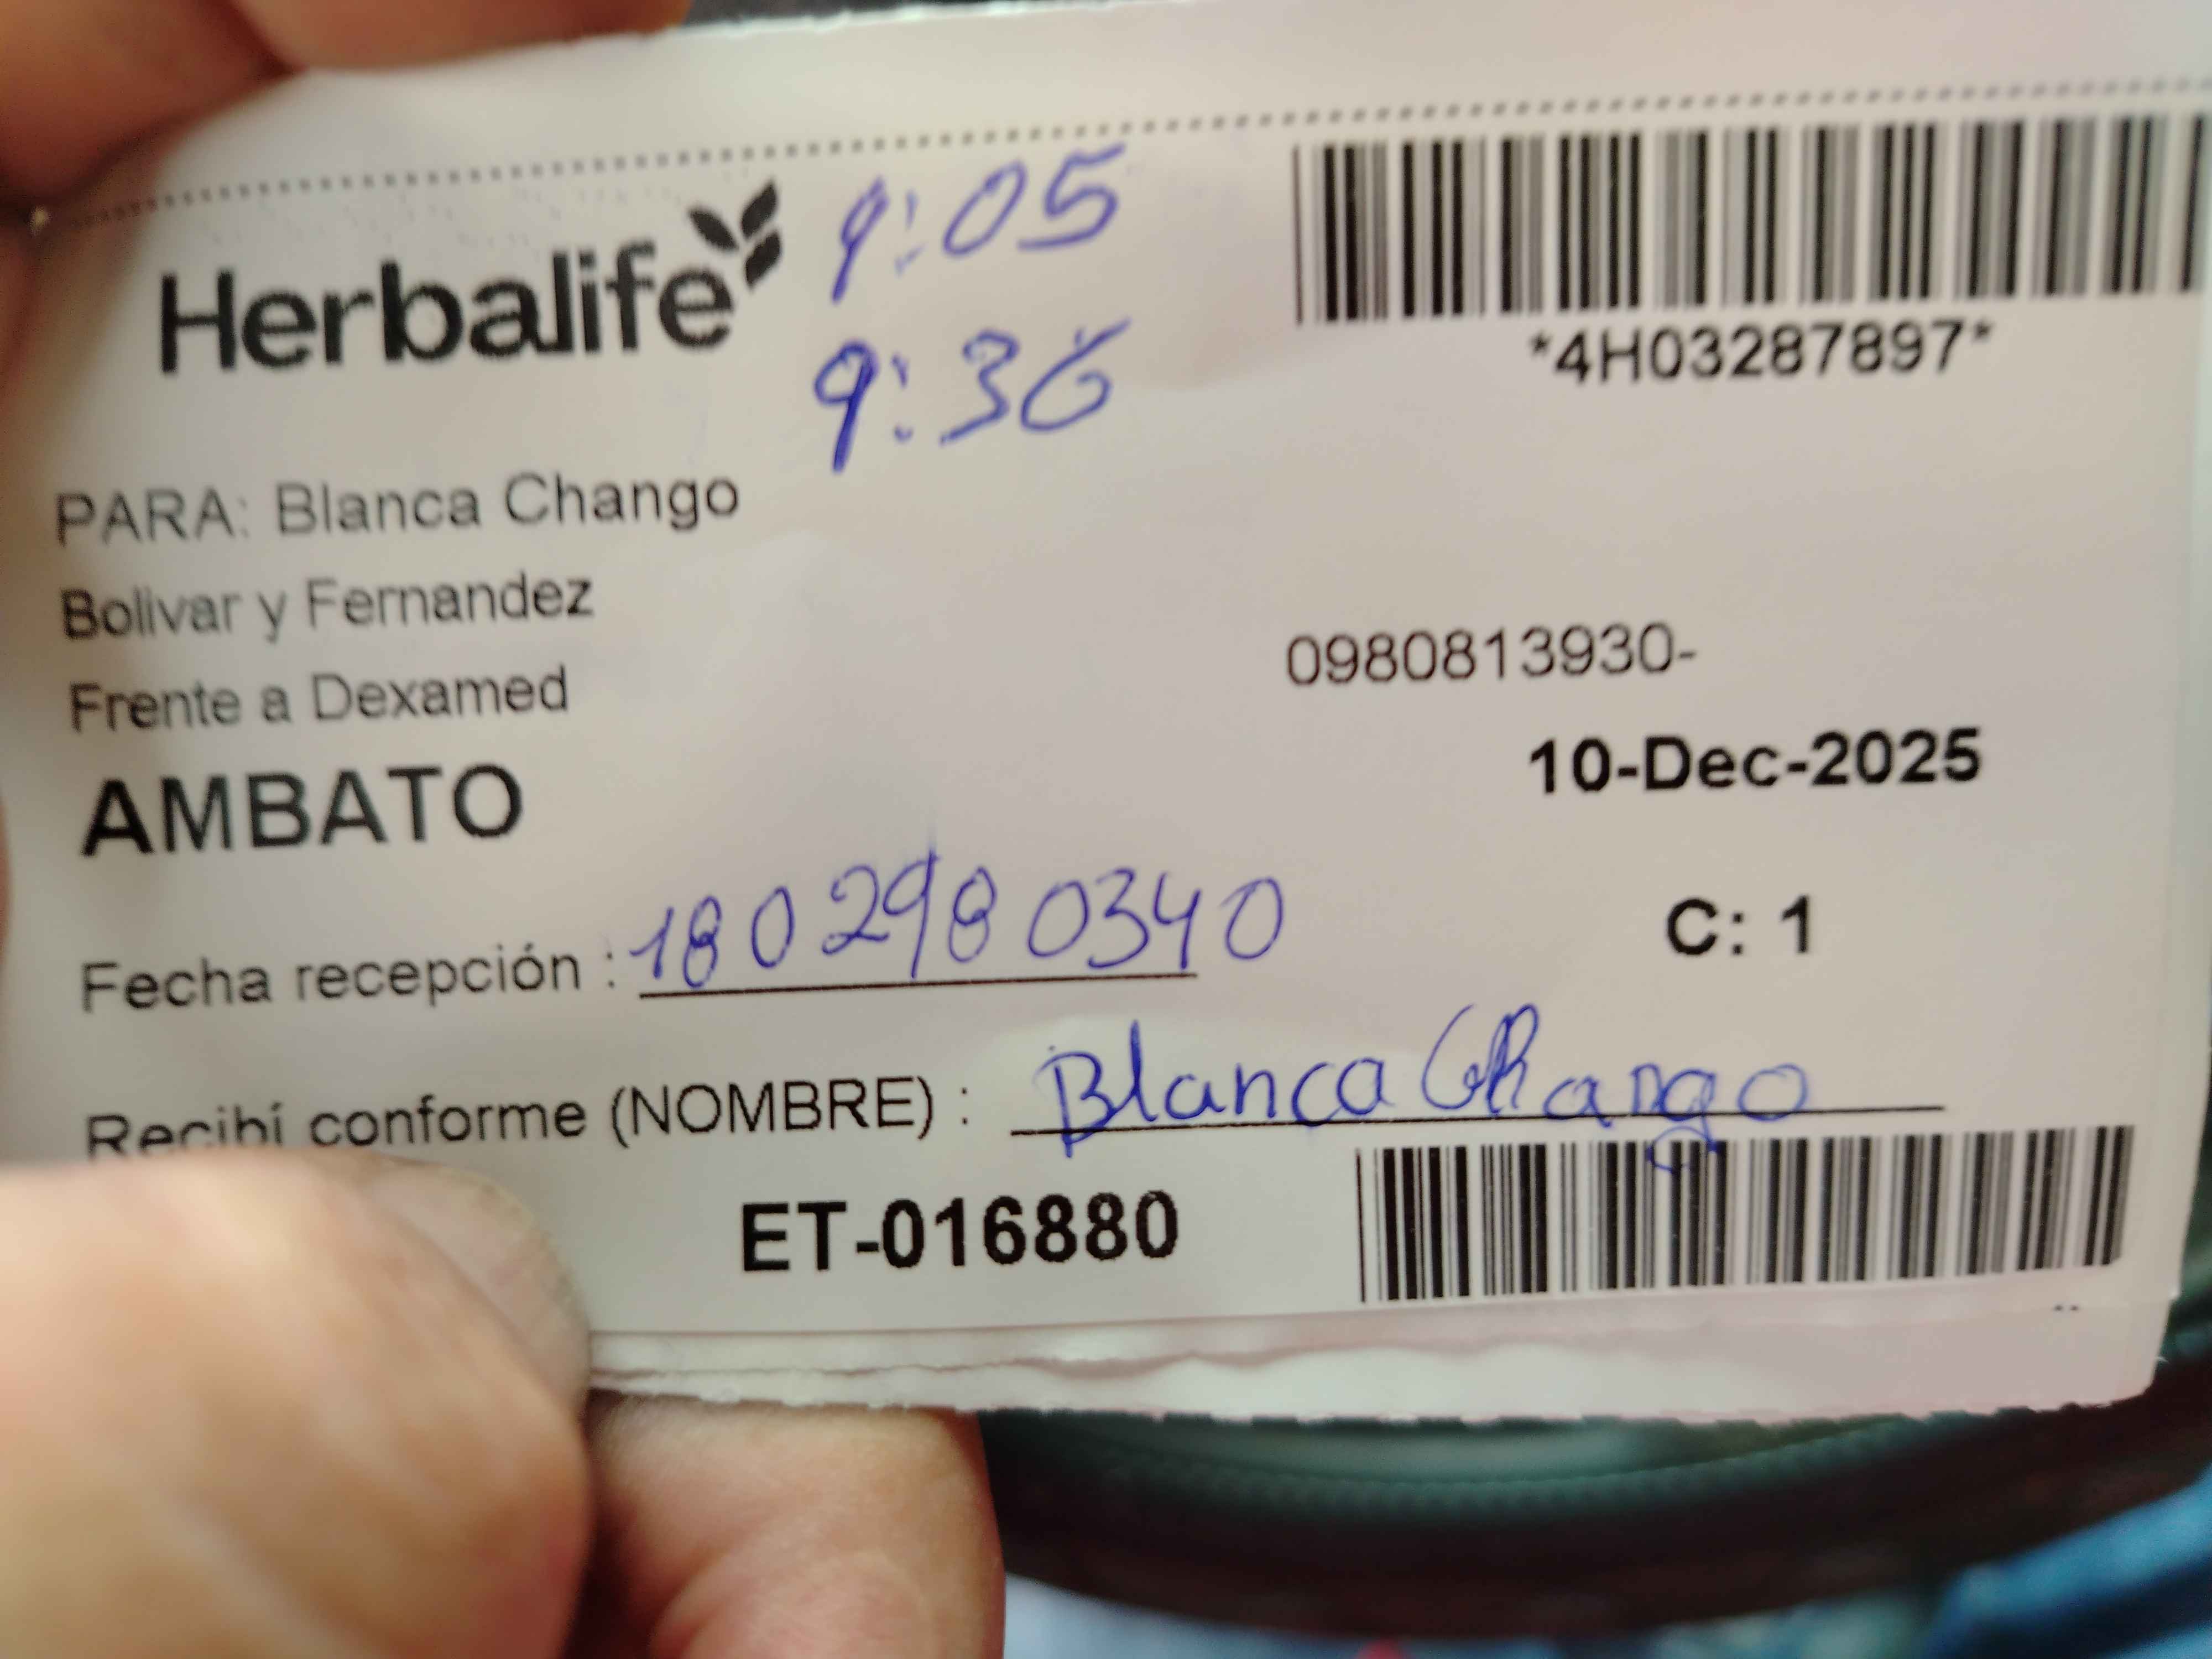 Herbalife
9:05
9:36
*4H03287897*
PARA: Blanca Chango
Bolivar y Fernandez
Frente a Dexamed
0980813930-
AMBATO
10-Dec-2025
C: 1
Fecha recepción : 1802980340
Recibí conforme (NOMBRE) : Blanca Chango
ET-016880